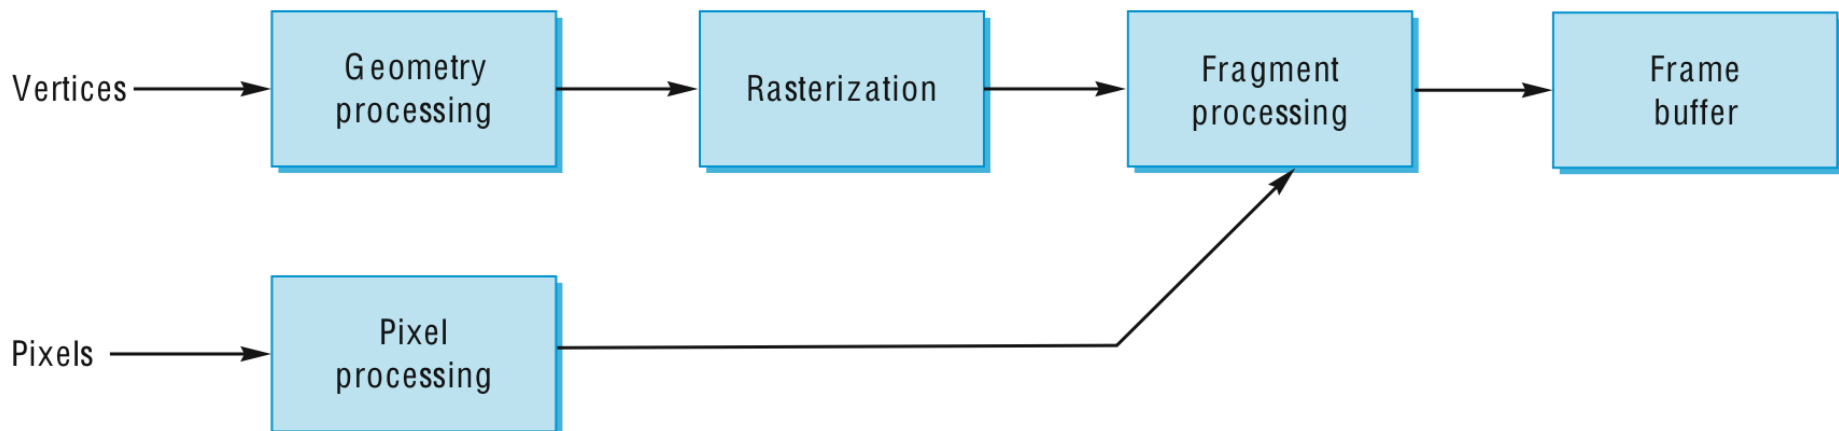 Vertices
Geometry
processing
Rasterization
Fragment
processing
Frame
buffer
Pixels
Pixel
processing